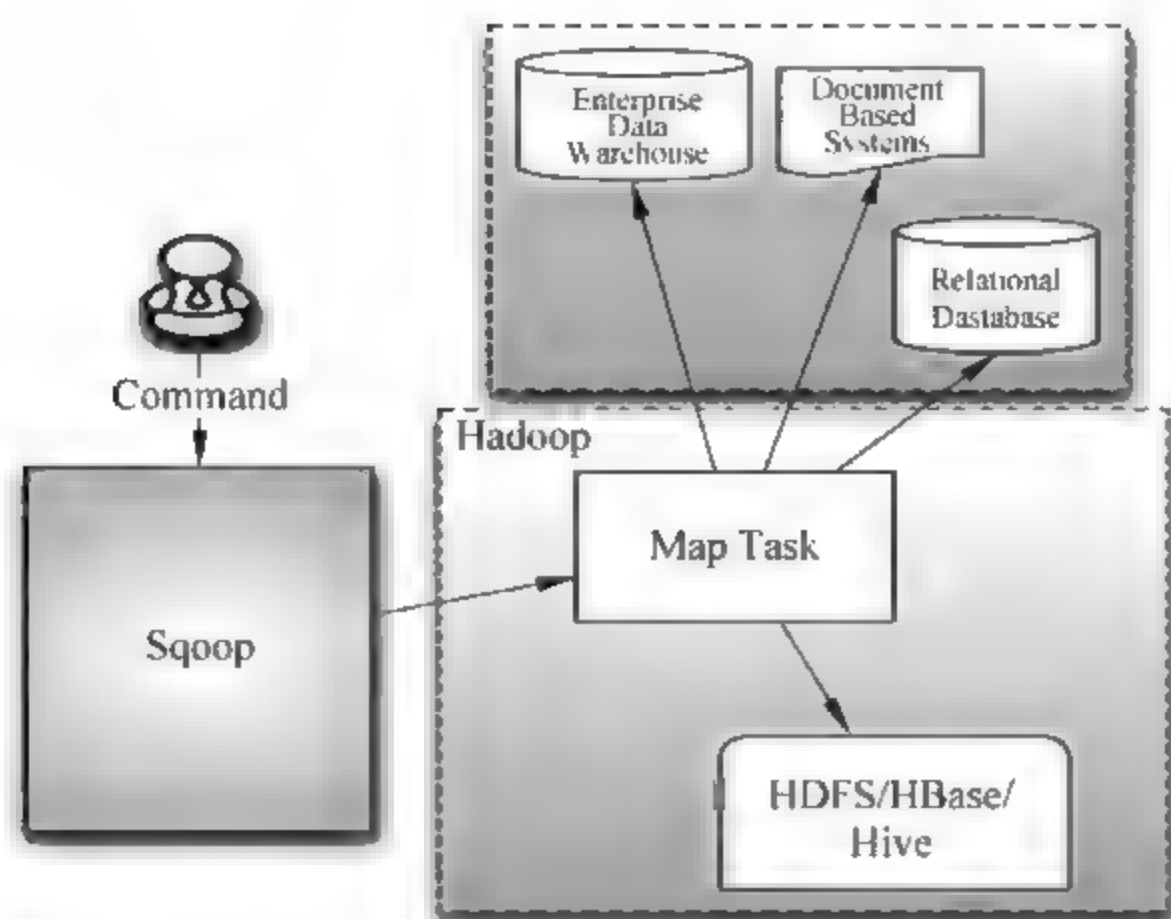 Enterprise
Data
Warehouse
Document
Based
Systems
Relational
Dastabase
Command
Hadoop
Map Task
Sqoop
HDFS/HBase/
Hive